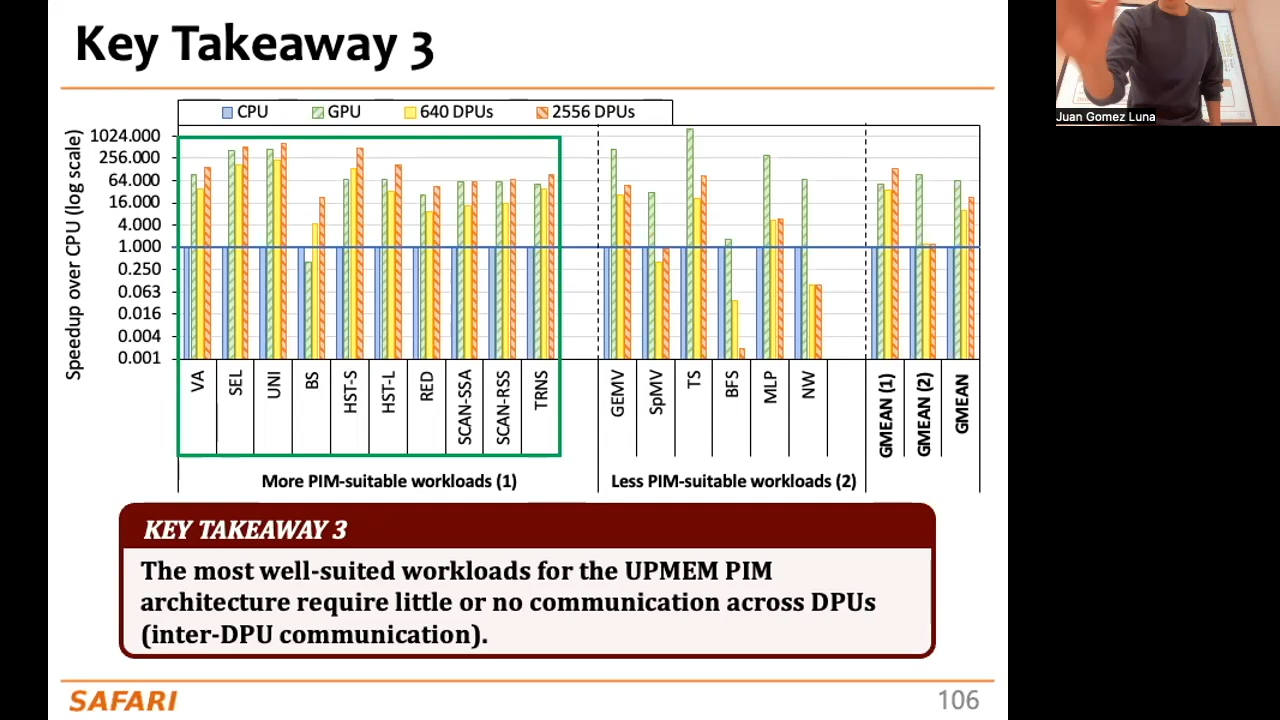 Key Takeaway 3
Juan Gomez Luna
CPU GPU 640 DPUs 2556 DPUs
Speedup over CPU (log scale)
1024.000
256.000
64.000
16.000
4.000
1.000
0.250
0.063
0.016
0.004
0.001
VA SEL UNI BS HST-S HST-L RED SCAN-SSA SCAN-RSS TRNS GEMV SpMV TS BFS MLP NW GMEAN (1) GMEAN (2) GMEAN
More PIM-suitable workloads (1) Less PIM-suitable workloads (2)
KEY TAKEAWAY 3
The most well-suited workloads for the UPMEM PIM
architecture require little or no communication across DPUs
(inter-DPU communication).
SAFARI 106